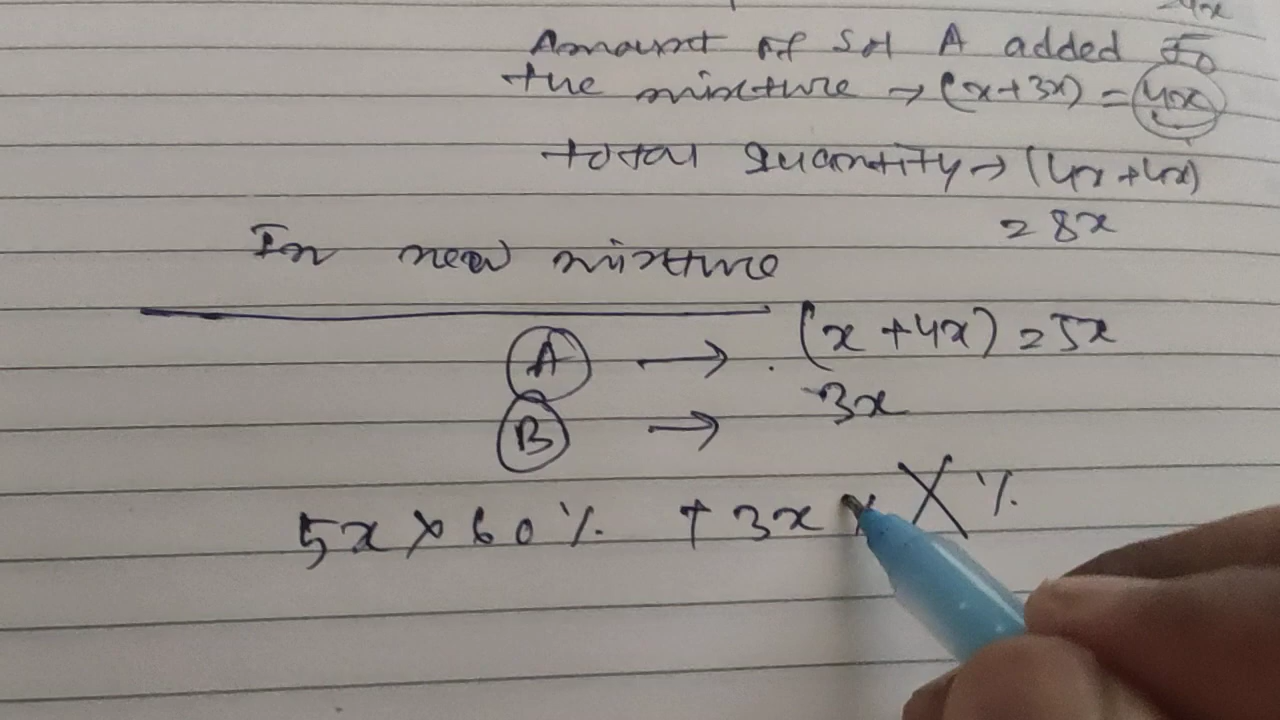 4x
Amount of Sol A added To
the mixture → (x+3x) = 4x
total quantity → (4x+4x)
= 8x
In new mixture
A → (x+4x) = 5x
B → 3x
5x × 60% + 3x × X%